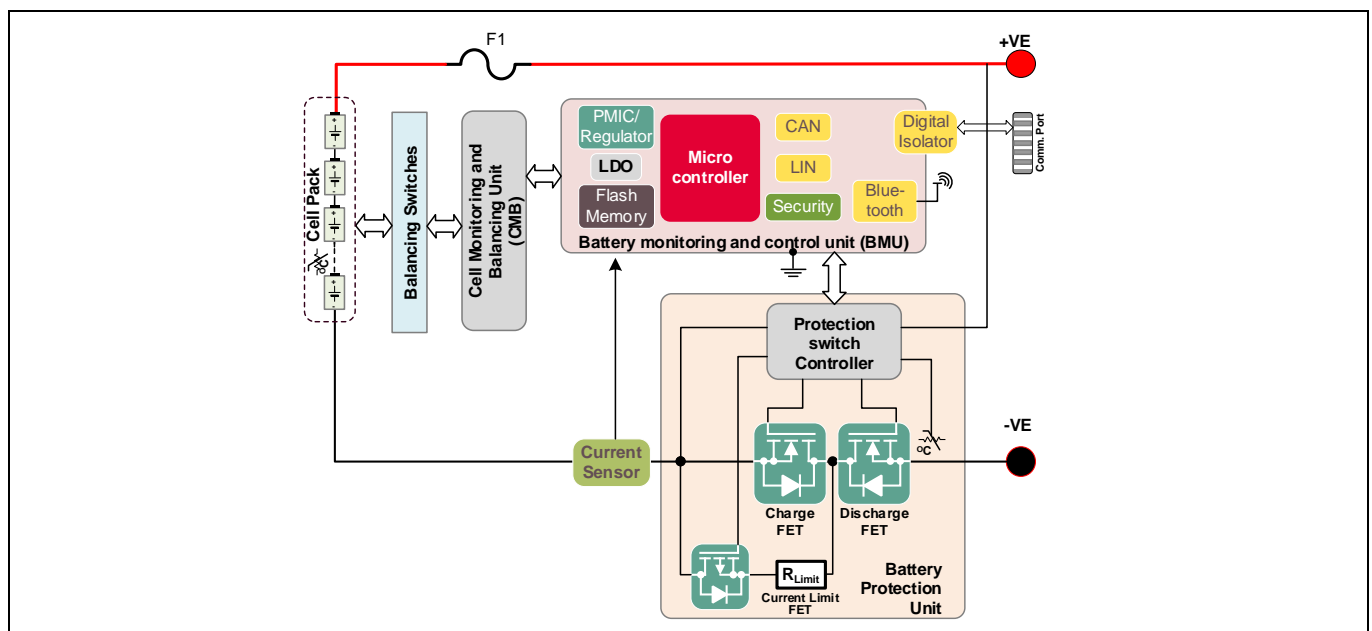 F1
+VE
Cell Pack
ºC
Balancing Switches
Cell Monitoring and
Balancing Unit
(CMB)
PMIC/
Regulator
LDO
Flash
Memory
Micro
controller
CAN
LIN
Security
Digital
Isolator
Blue-
tooth
Comm. Port
Battery monitoring and control unit (BMU)
Protection
switch
Controller
Current
Sensor
ºC
-VE
Charge
FET
Discharge
FET
RLimit
Current Limit
FET
Battery
Protection
Unit